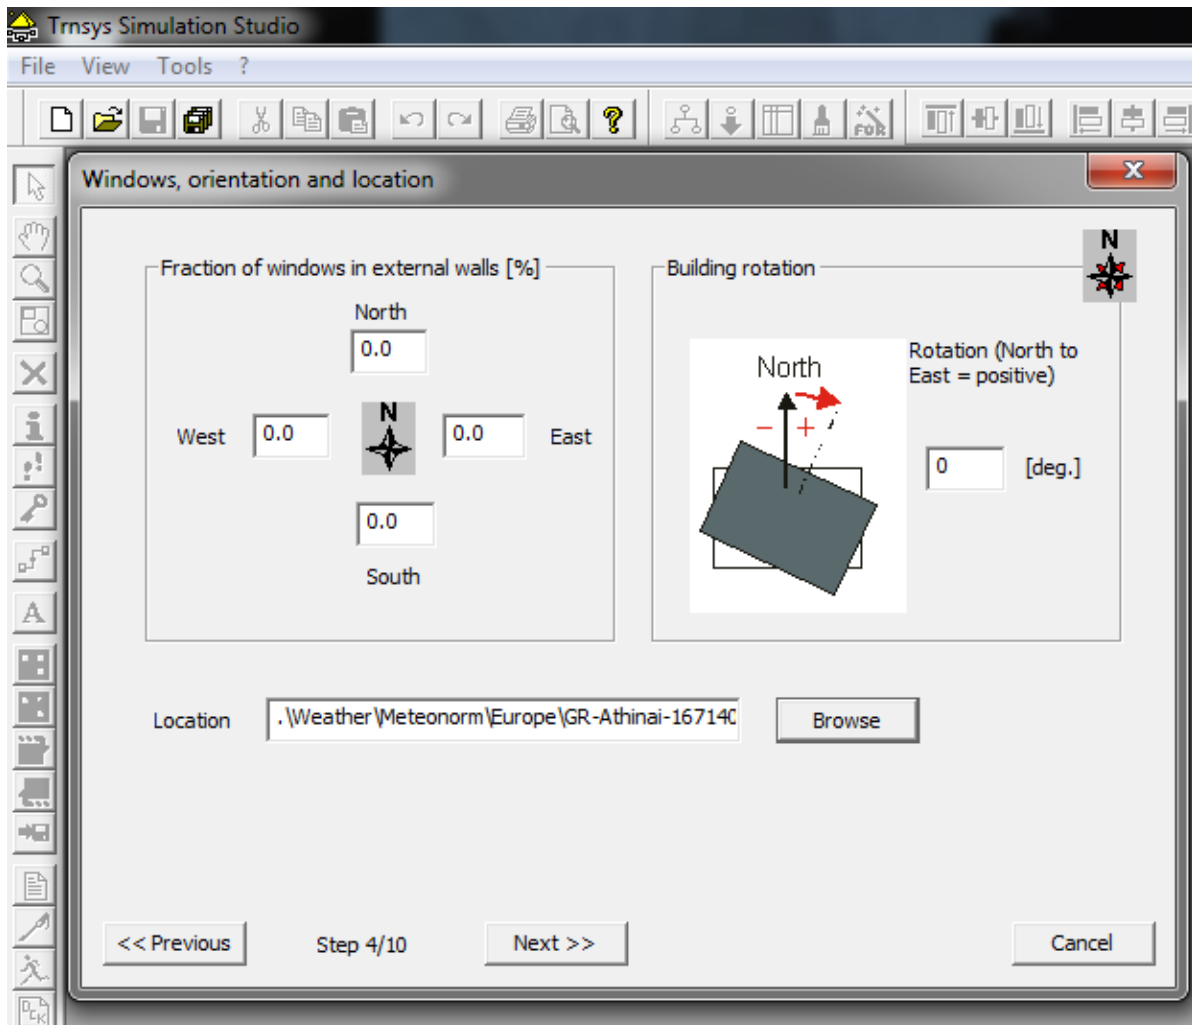 Trnsys Simulation Studio
File View Tools ?
FOR
Windows, orientation and location
X
N
Fraction of windows in external walls [%]
North
0.0
West 0.0 N 0.0 East
0.0
South
Building rotation
Rotation (North to
East = positive)
North
- +
0 [deg.]
Location .\Weather\Meteonorm\Europe\GR-Athinai-167140 Browse
<< Previous Step 4/10 Next >> Cancel
A
DCK